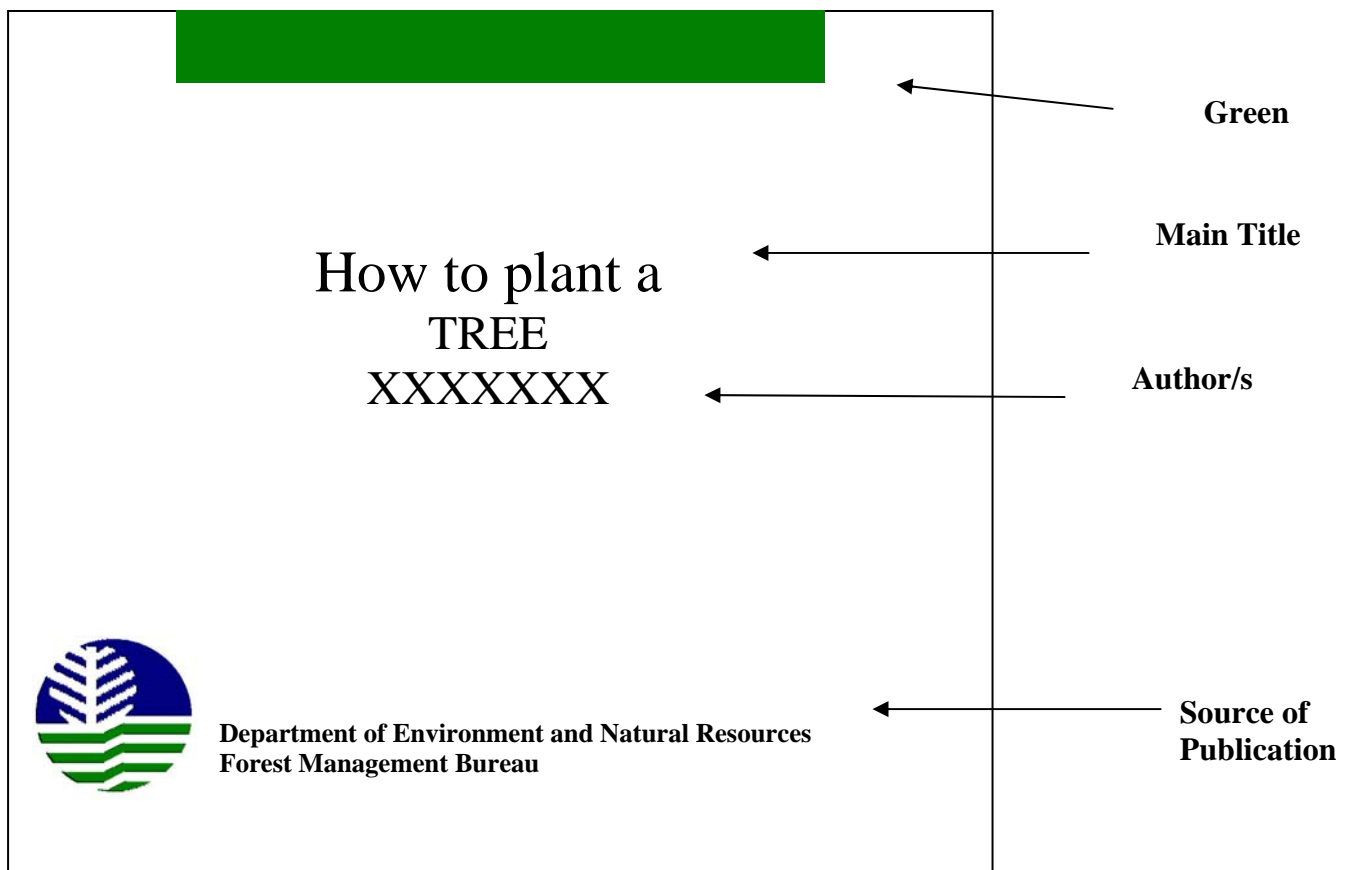 Green
Main Title
How to plant a
TREE
XXXXXXX
Author/s
Department of Environment and Natural Resources
Forest Management Bureau
Source of
Publication